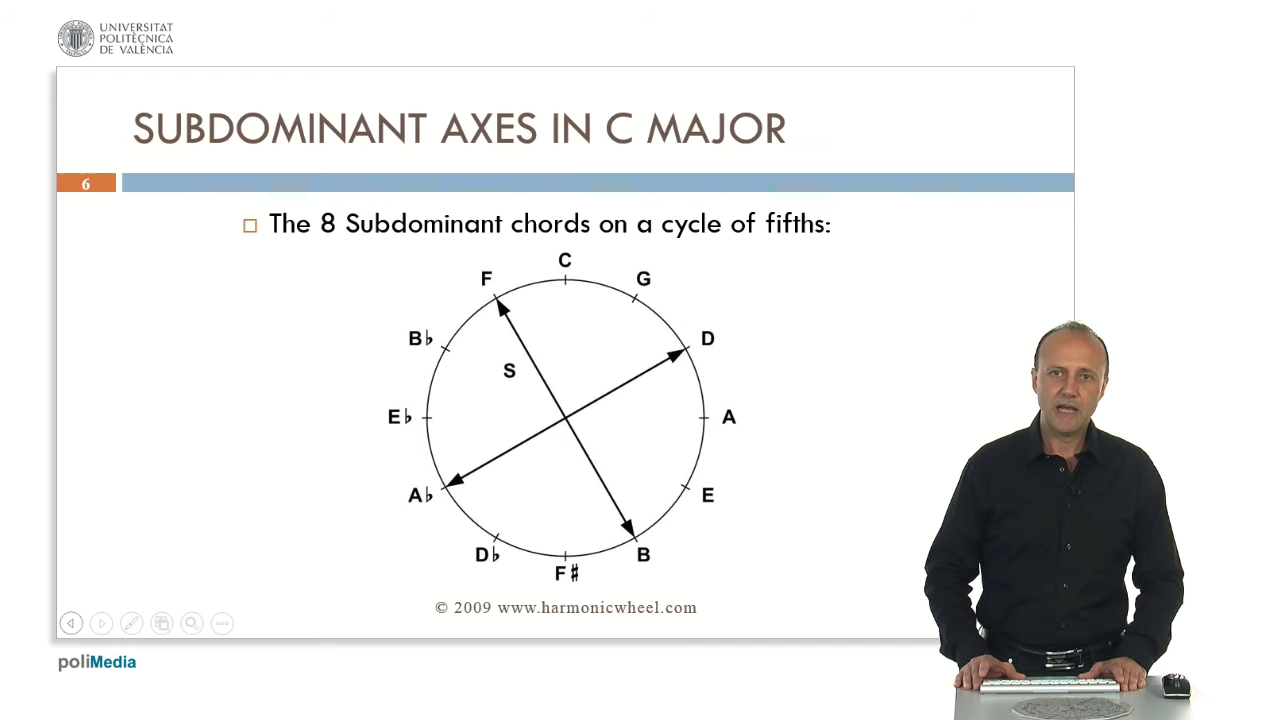 UNIVERSITAT
POLITÈCNICA
DE VALÈNCIA
SUBDOMINANT AXES IN C MAJOR
6
The 8 Subdominant chords on a cycle of fifths:
C
F
G
B♭
D
S
E♭
A
A♭
E
D♭
B
F♯
© 2009 www.harmonicwheel.com
poliMedia